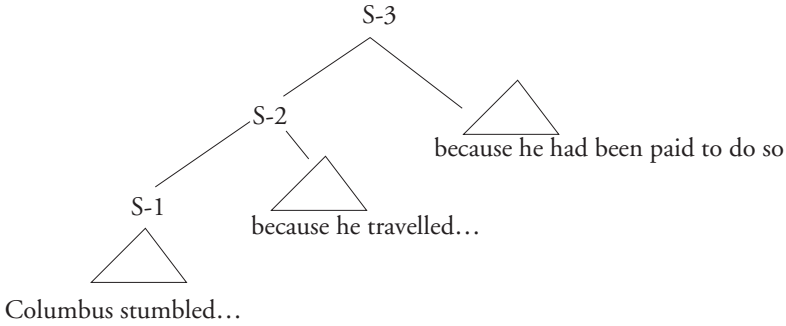 S-3
S-2
because he had been paid to do so
S-1
because he travelled…
Columbus stumbled…